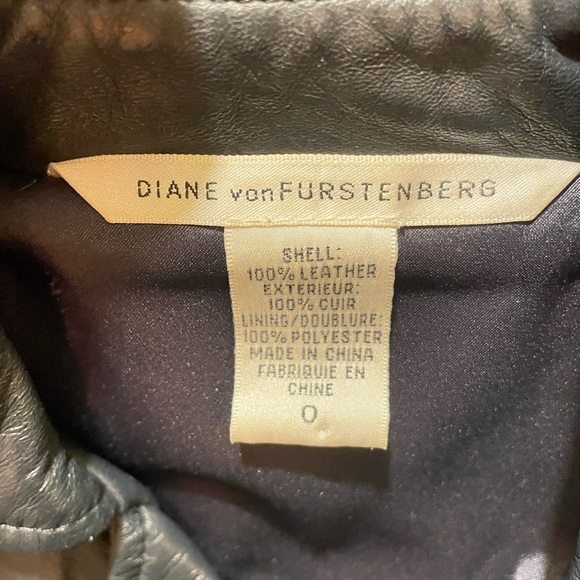 DIANE vonFURSTENBERG
SHELL:
100% LEATHER
EXTERIEUR:
100% CUIR
LINING/DOUBLURE:
100% POLYESTER
MADE IN CHINA
FABRIQUE EN
CHINE
0